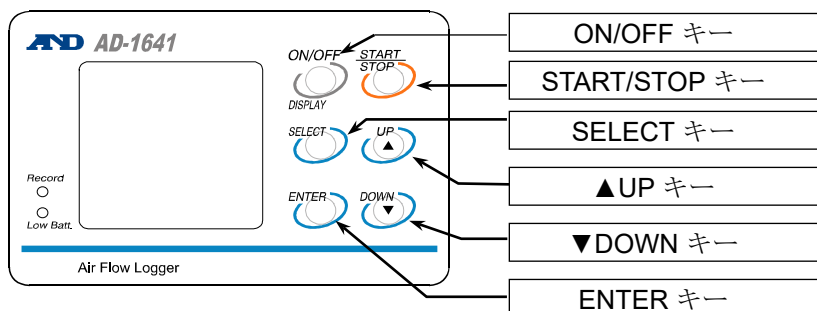 AND AD-1641
ON/OFF
DISPLAY
START
STOP
SELECT
UP
▲
ENTER
DOWN
▼
Record
Low Batt.
Air Flow Logger
ON/OFF キー
START/STOP キー
SELECT キー
▲UP キー
▼DOWN キー
ENTER キー